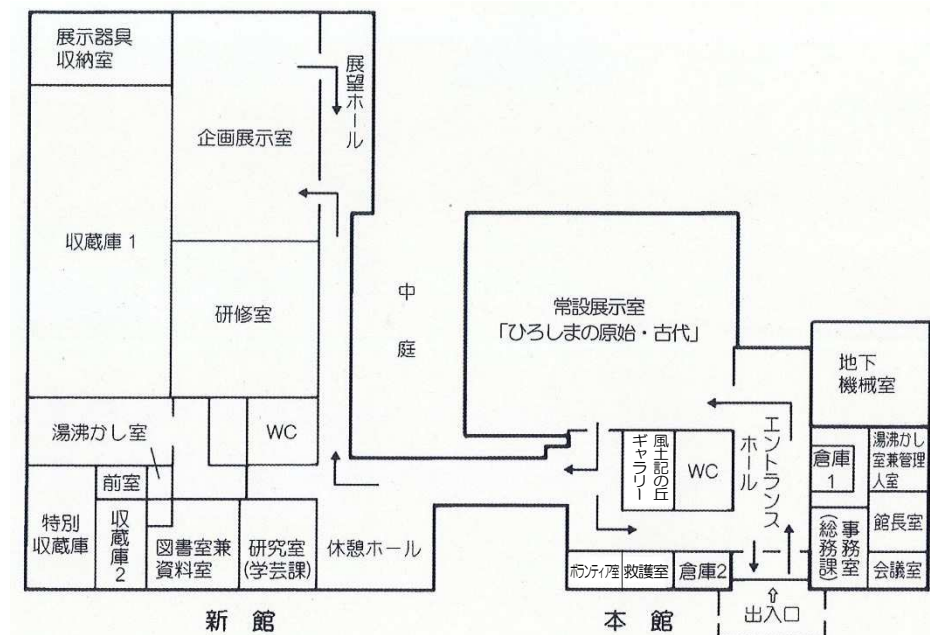 展示器具
収納室
企画展示室
展望ホール
収蔵庫 1
研修室
中庭
常設展示室
「ひろしまの原始・古代」
地下
機械室
湯沸かし室
WC
エントランス
ホール
風土記の丘
ギャラリー
WC
倉庫
1
湯沸かし
室兼管理
人室
前室
特別
収蔵庫
収蔵庫2
図書室兼
資料室
研究室
(学芸課)
休憩ホール
ボランティア室
救護室
倉庫2
事務室
(総務課)
館長室
会議室
出入口
新館
本館